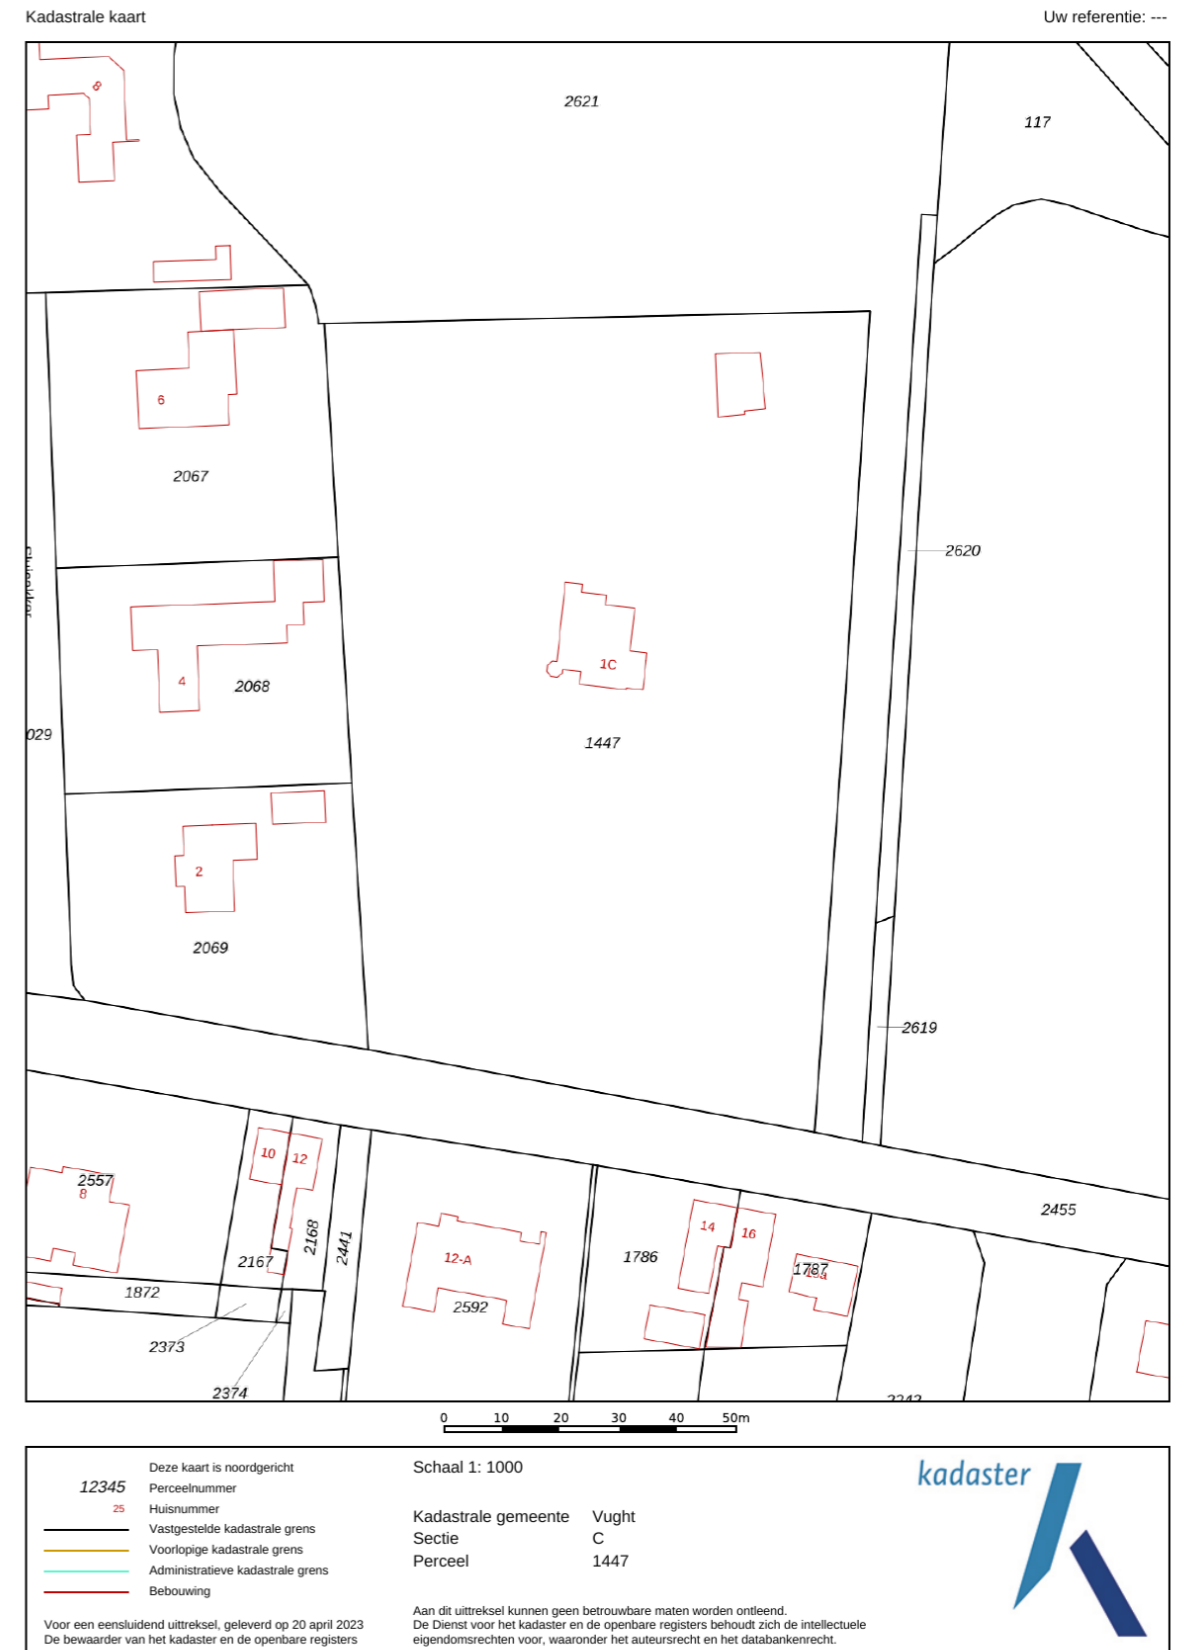 Kadastrale kaart
Uw referentie: ---
8
2621
117
6
2067
2620
1C
4
2068
029
1447
2
2069
2619
10
12
2557
8
2168
2441
14
16
2455
12-A
1786
2167
1787
1872
2592
2373
2374
0 10 20 30 40 50m
Deze kaart is noordgericht
12345 Perceelnummer
25 Huisnummer
Vastgestelde kadastrale grens
Voorlopige kadastrale grens
Administratieve kadastrale grens
Bebouwing
Voor een eensluidend uittreksel, geleverd op 20 april 2023
De bewaarder van het kadaster en de openbare registers
Schaal 1: 1000
Kadastrale gemeente Vught
Sectie C
Perceel 1447
Aan dit uittreksel kunnen geen betrouwbare maten worden ontleend.
De Dienst voor het kadaster en de openbare registers behoudt zich de intellectuele
eigendomsrechten voor, waaronder het auteursrecht en het databankenrecht.
kadaster